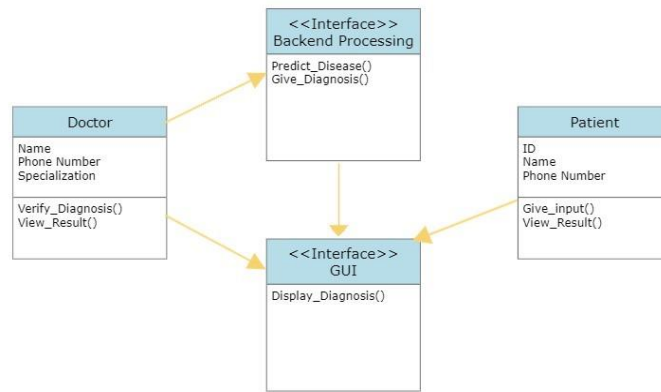 <<Interface>>
Backend Processing
Predict_Disease()
Give_Diagnosis()
Doctor
Name
Phone Number
Specialization
Verify_Diagnosis()
View_Result()
Patient
ID
Name
Phone Number
Give_input()
View_Result()
<<Interface>>
GUI
Display_Diagnosis()